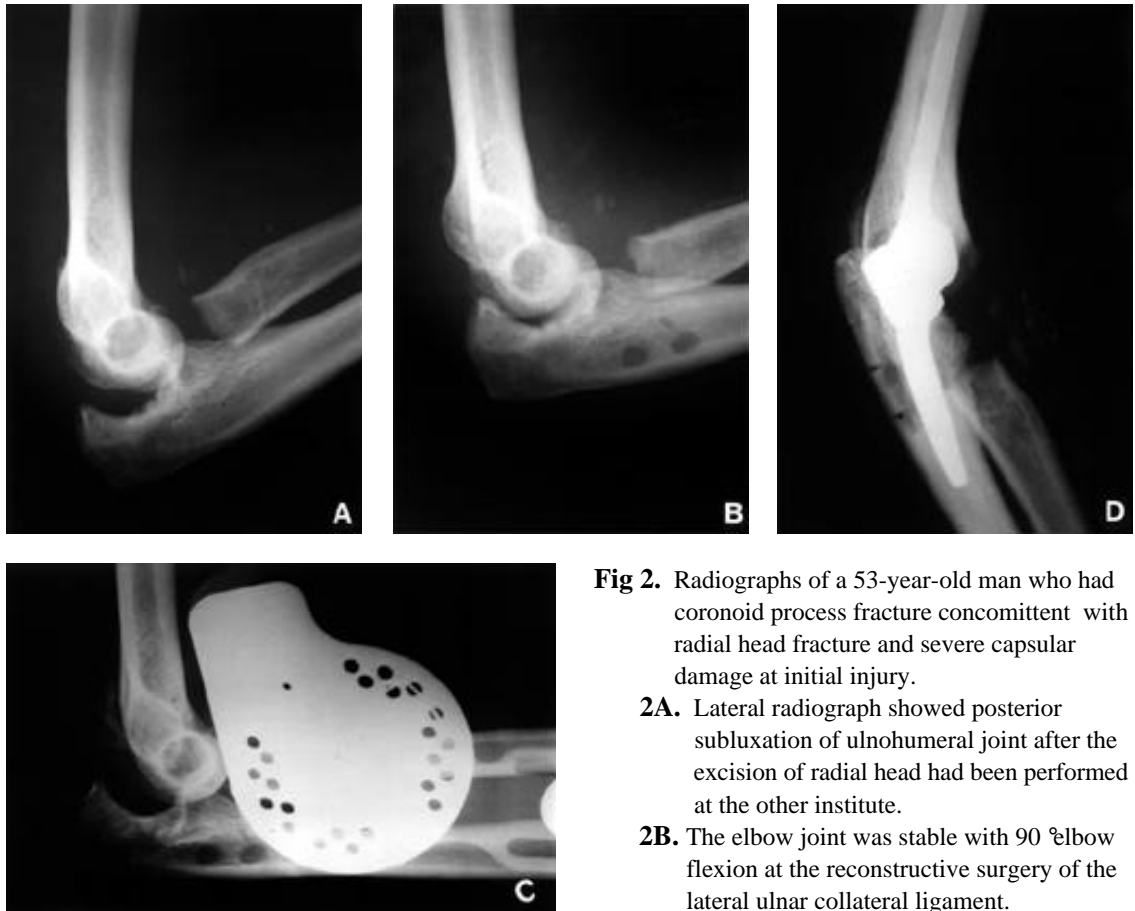 A
B
D
C
Fig 2. Radiographs of a 53-year-old man who had
coronoid process fracture concomittent with
radial head fracture and severe capsular
damage at initial injury.
2A. Lateral radiograph showed posterior
subluxation of ulnohumeral joint after the
excision of radial head had been performed
at the other institute.
2B. The elbow joint was stable with 90 °elbow
flexion at the reconstructive surgery of the
lateral ulnar collateral ligament.